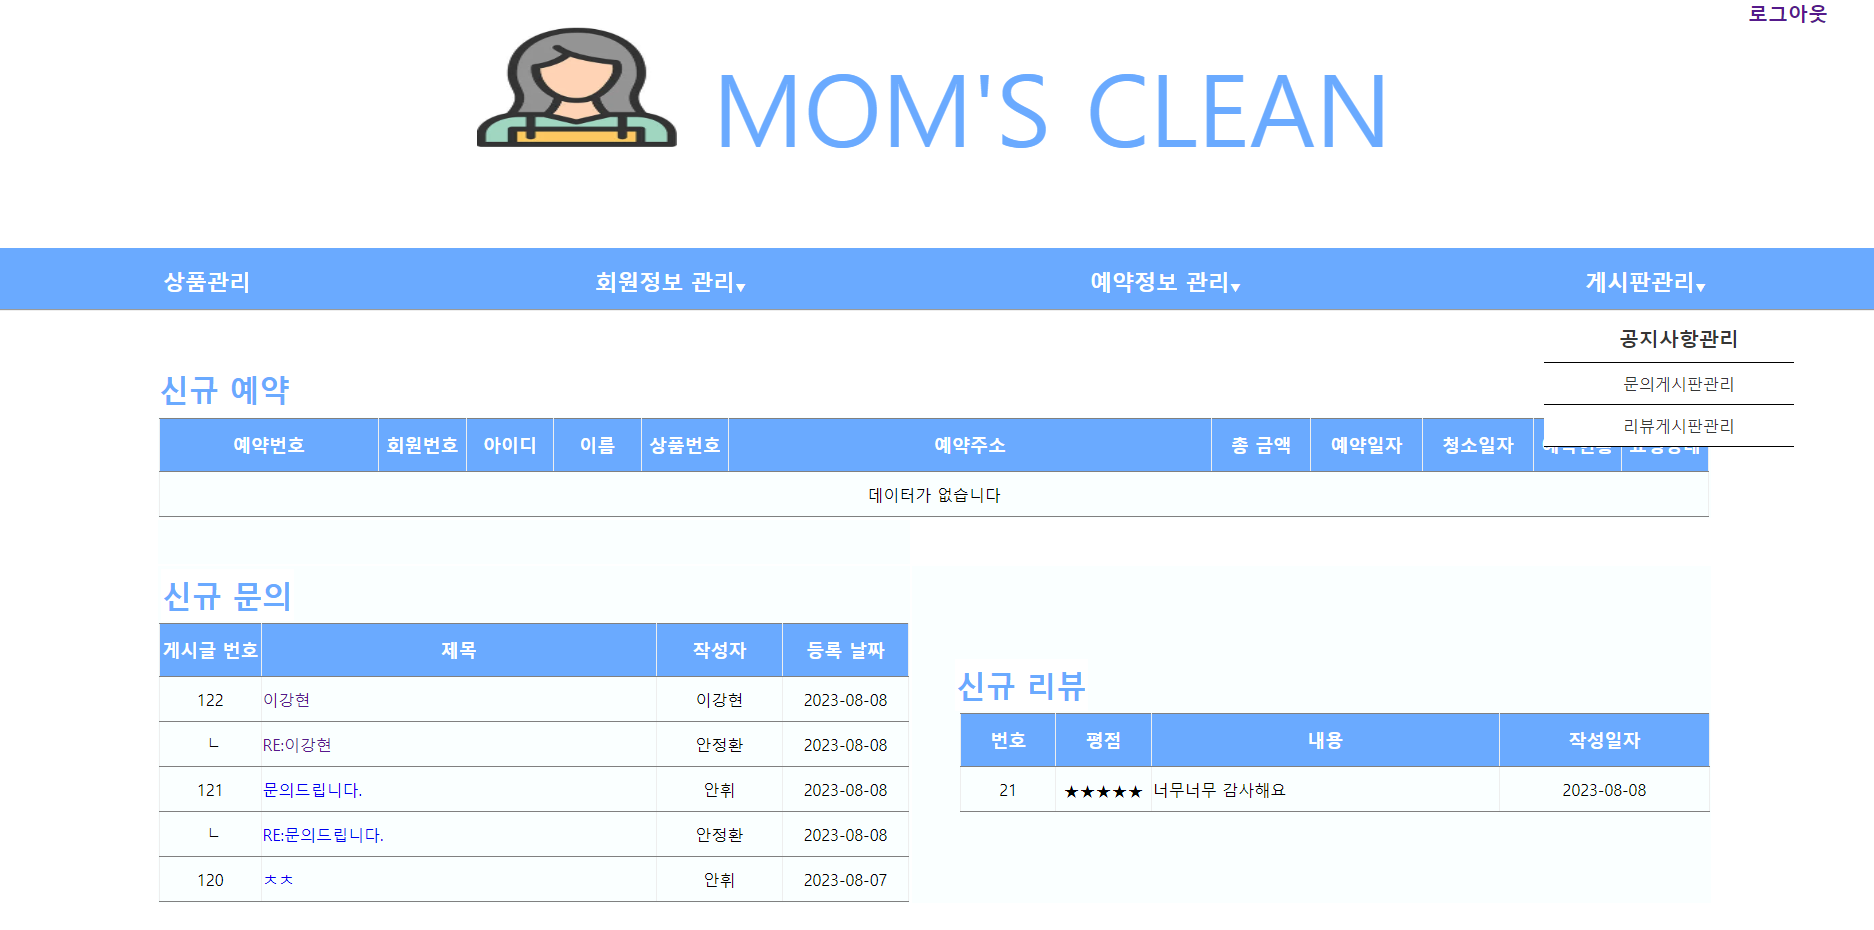 로그아웃
MOM'S CLEAN
상품관리 회원정보 관리▼ 예약정보 관리▼ 게시판관리▼
공지사항관리
문의게시판관리
리뷰게시판관리
신규 예약
예약번호 회원번호 아이디 이름 상품번호 예약주소 총 금액 예약일자 청소일자
데이터가 없습니다
신규 문의
게시글 번호 제목 작성자 등록 날짜
122 이강현 이강현 2023-08-08
ㄴ RE:이강현 안정환 2023-08-08
121 문의드립니다. 안휘 2023-08-08
ㄴ RE:문의드립니다. 안정환 2023-08-08
120 ㅊㅊ 안휘 2023-08-07
신규 리뷰
번호 평점 내용 작성일자
21 ★★★★★ 너무너무 감사해요 2023-08-08